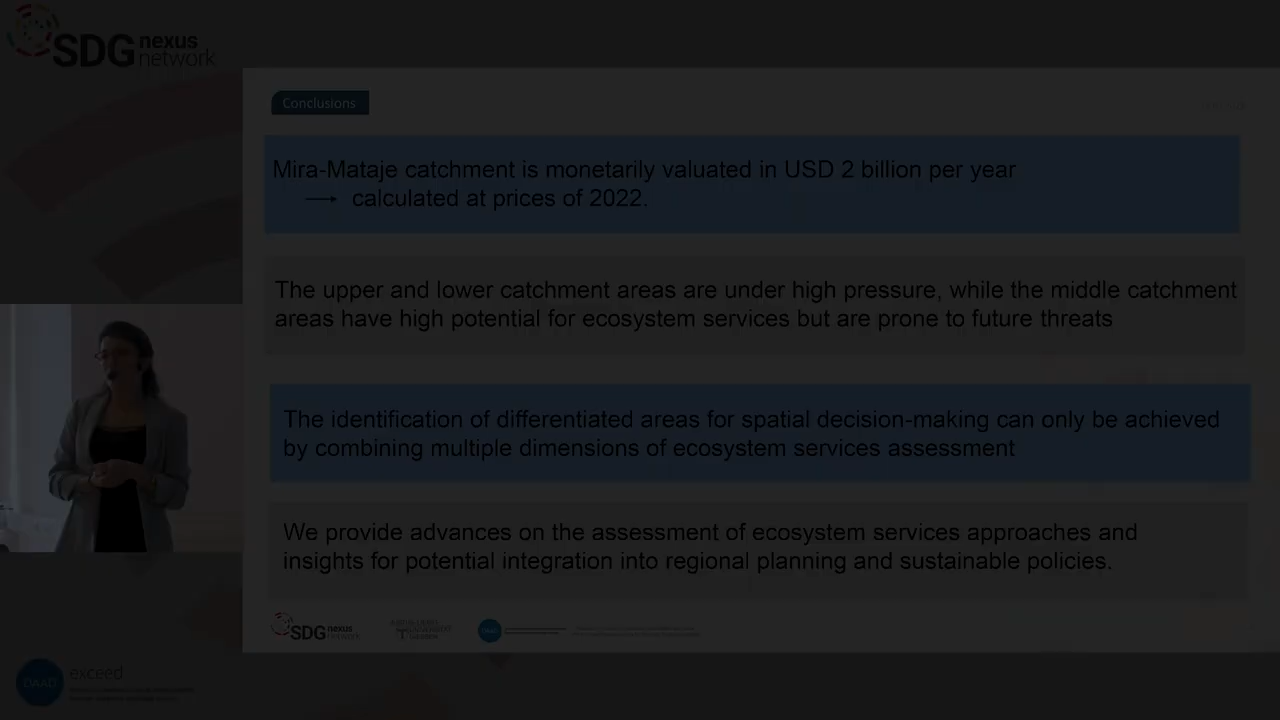 SDG nexus
network
Conclusions
Mira-Mataje catchment is monetarily valuated in USD 2 billion per year
→ calculated at prices of 2022.
The upper and lower catchment areas are under high pressure, while the middle catchment
areas have high potential for ecosystem services but are prone to future threats
The identification of differentiated areas for spatial decision-making can only be achieved
by combining multiple dimensions of ecosystem services assessment
We provide advances on the assessment of ecosystem services approaches and
insights for potential integration into regional planning and sustainable policies.
SDG nexus
network
DAAD
DAAD
exceed